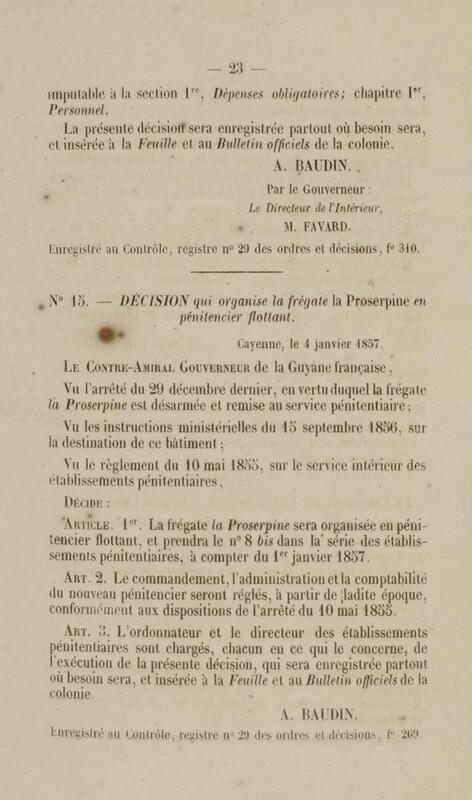 — 23 —
imputable à la section 1re, Dépenses obligatoires; chapitre Ier,
Personnel.
La présente décision sera enregistrée partout où besoin sera,
et insérée à la Feuille et au Bulletin officiels de la colonie.
A. BAUDIN.
Par le Gouverneur :
Le Directeur de l'Intérieur,
M. FAVARD.
Enregistré au Contrôle, registre no 29 des ordres et décisions, fo 310.
No 15. — DÉCISION qui organise la frégate la Proserpine en
pénitencier flottant.
Cayenne, le 4 janvier 1857.
LE CONTRE-AMIRAL GOUVERNEUR de la Guyane française,
Vu l'arrêté du 29 décembre dernier, en vertu duquel la frégate
la Proserpine est désarmée et remise au service pénitentiaire;
Vu les instructions ministérielles du 15 septembre 1856, sur
la destination de ce bâtiment;
Vu le règlement du 10 mai 1855, sur le service intérieur des
établissements pénitentiaires,
DÉCIDE :
ARTICLE. 1er. La frégate la Proserpine sera organisée en péni-
tencier flottant, et prendra le no 8 bis dans la série des établis-
sements pénitentiaires, à compter du 1er janvier 1857.
ART. 2. Le commandement, l'administration et la comptabilité
du nouveau pénitencier seront réglés, à partir de ladite époque,
conformément aux dispositions de l'arrêté du 10 mai 1855.
ART. 3. L'ordonnateur et le directeur des établissements
pénitentiaires sont chargés, chacun en ce qui le concerne, de
l'exécution de la présente décision, qui sera enregistrée partout
où besoin sera, et insérée à la Feuille et au Bulletin officiels de la
colonie.
A. BAUDIN.
Enregistré au Contrôle, registre no 29 des ordres et décisions, fo 269.